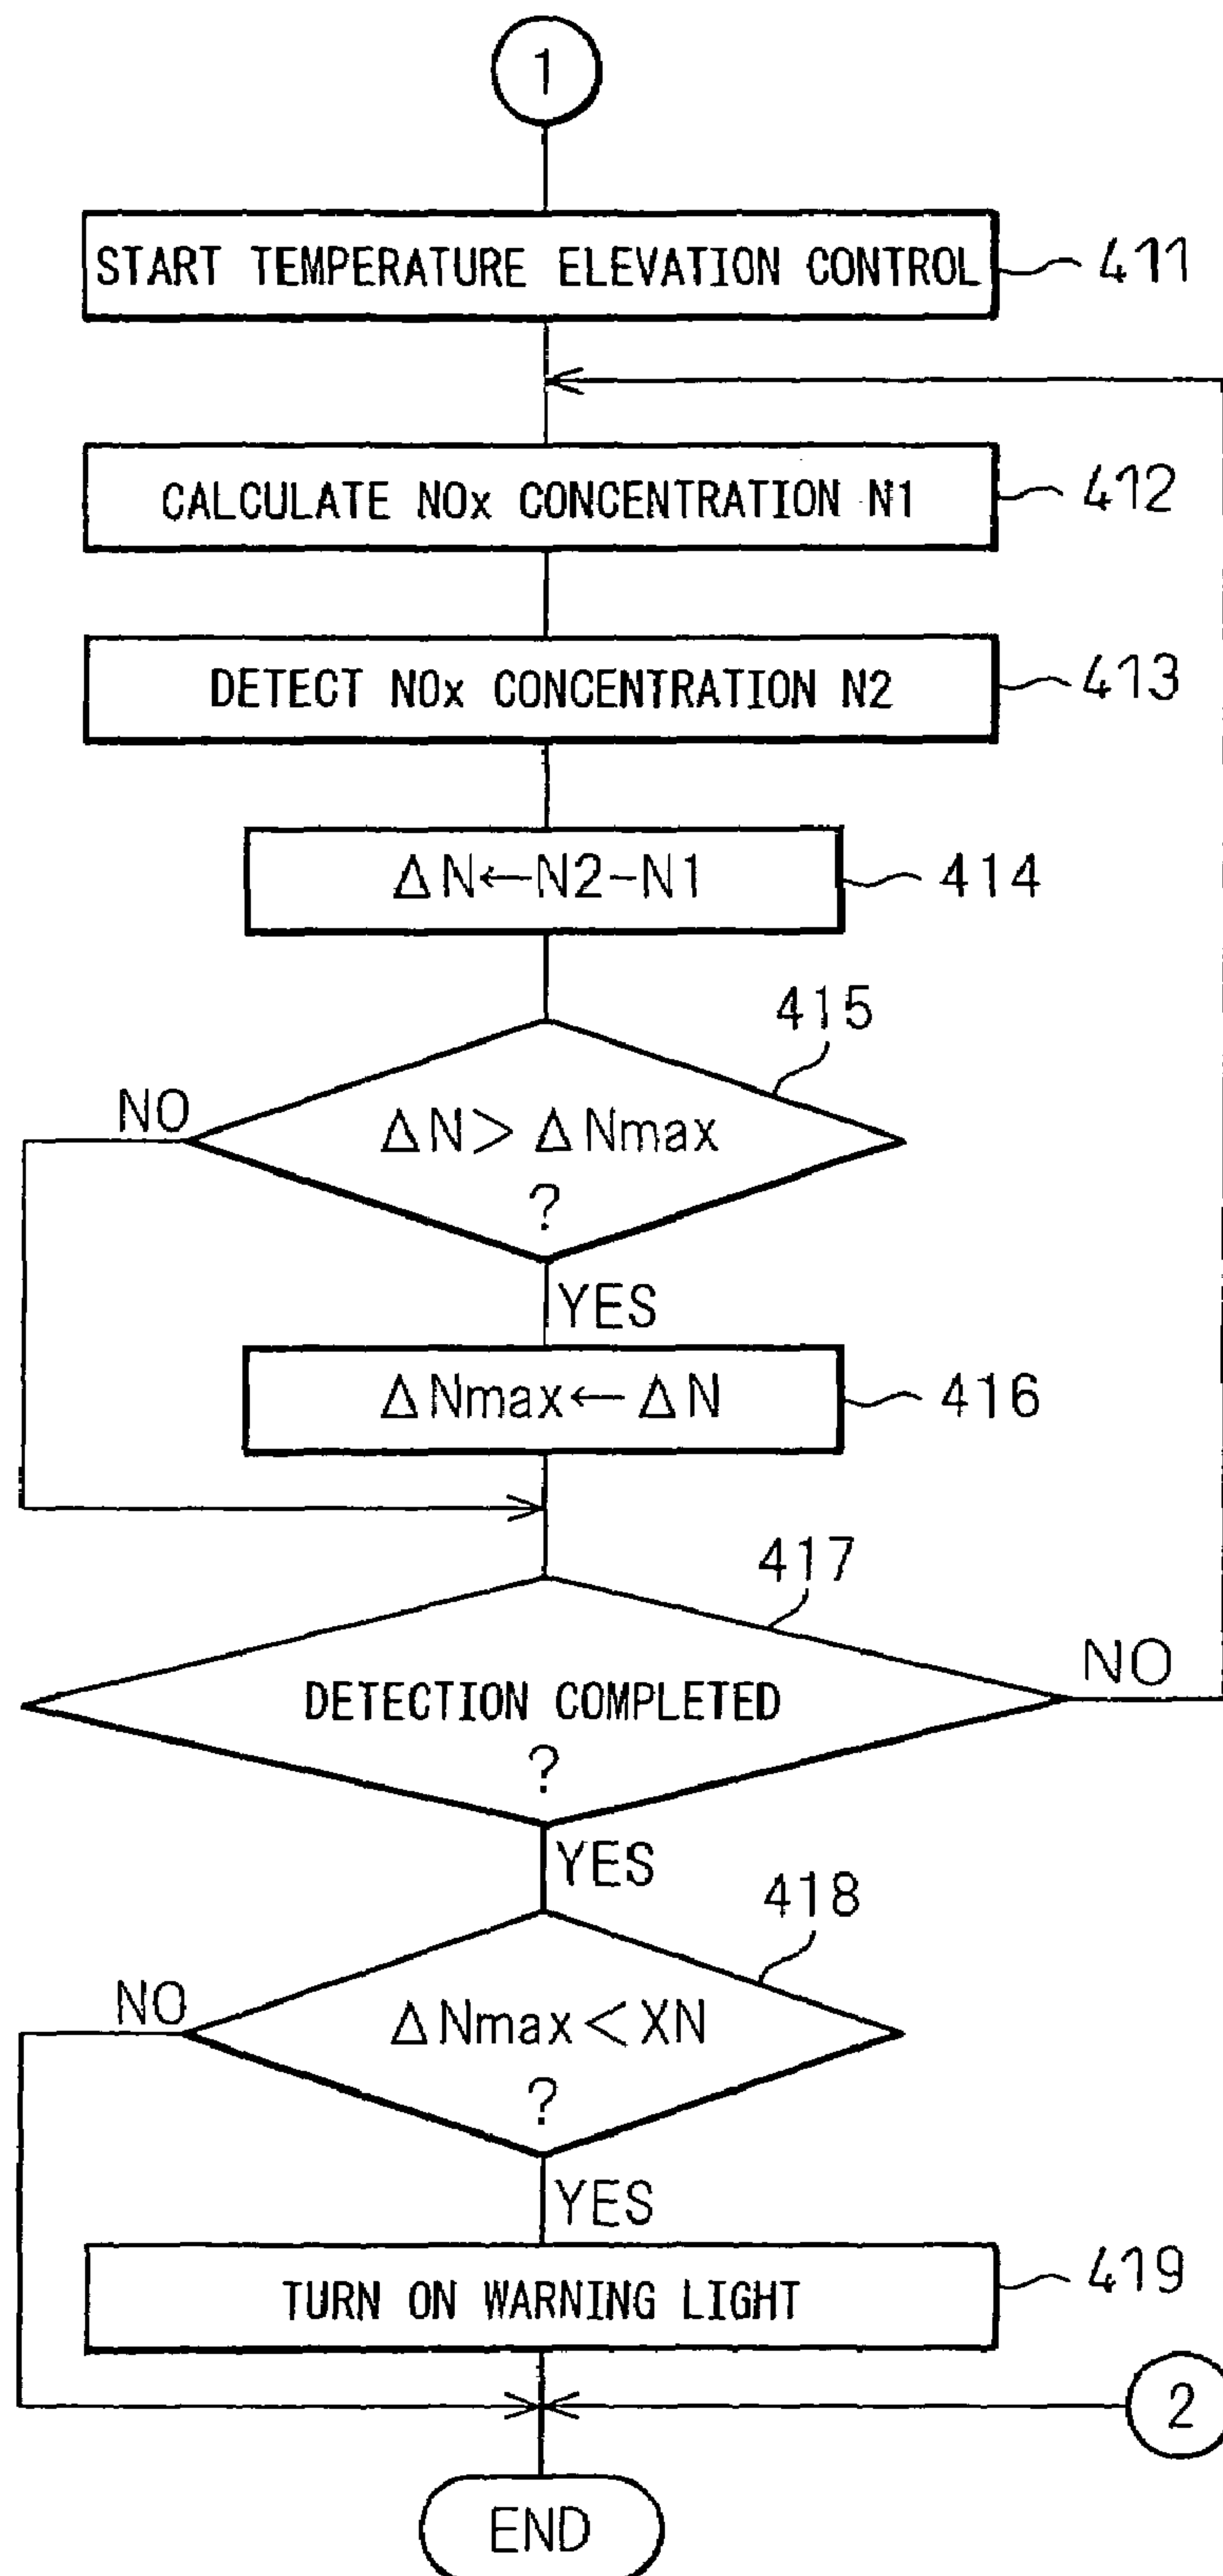 1
START TEMPERATURE ELEVATION CONTROL
411
CALCULATE NOx CONCENTRATION N1
412
DETECT NOx CONCENTRATION N2
413
ΔN←N2-N1
414
415
NO
ΔN>ΔNmax
?
YES
ΔNmax←ΔN
416
417
DETECTION COMPLETED
?
NO
YES
418
NO
ΔNmax<XN
?
YES
TURN ON WARNING LIGHT
419
2
END